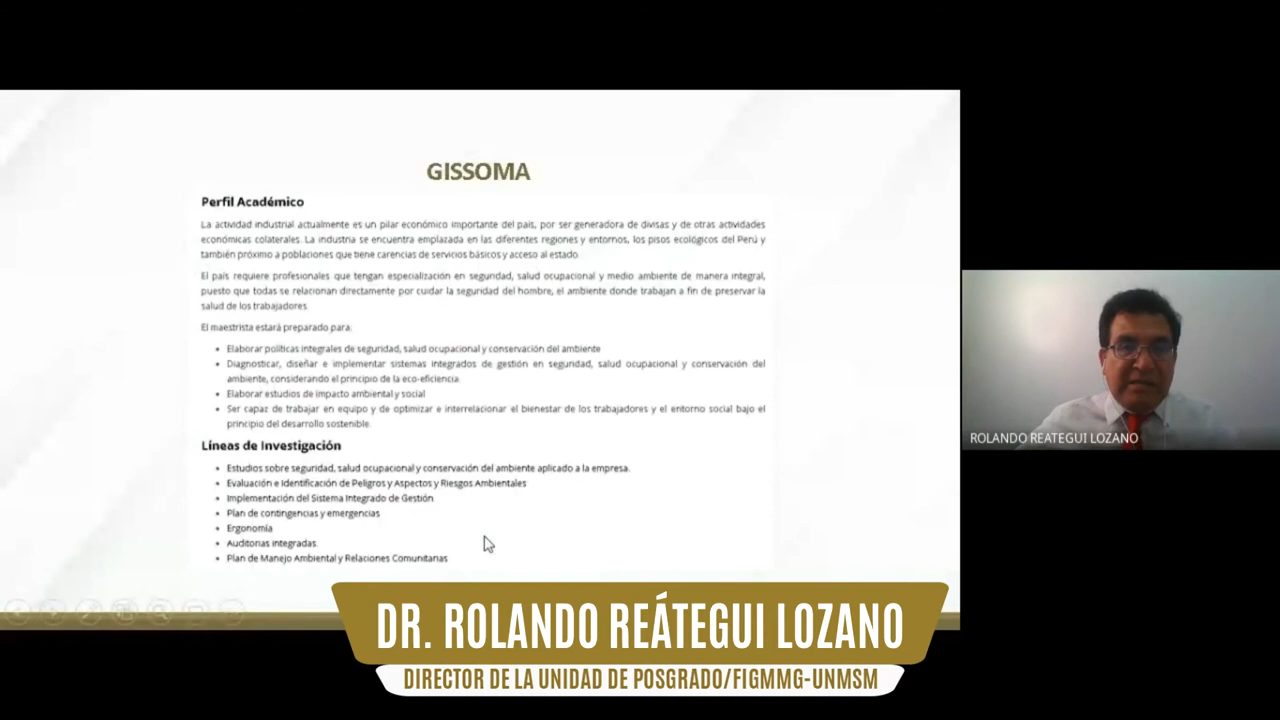 GISSOMA
Perfil Académico
La actividad industrial actualmente es un pilar económico importante del país, por ser generadora de divisas y de otras actividades
económicas colaterales. La industria se encuentra emplazada en las diferentes regiones y entornos, los pisos ecológicos del Perú y
también próximo a poblaciones que tiene carencias de servicios básicos y acceso al estado.
El país requiere profesionales que tengan especialización en seguridad, salud ocupacional y medio ambiente de manera integral,
puesto que todas se relacionan directamente por cuidar la seguridad del hombre, el ambiente donde trabajan a fin de preservar la
salud de los trabajadores.
El maestrista estará preparado para:
• Elaborar políticas integrales de seguridad, salud ocupacional y conservación del ambiente
• Diagnosticar, diseñar e implementar sistemas integrados de gestión en seguridad, salud ocupacional y conservación del
ambiente, considerando el principio de la eco-eficiencia.
• Elaborar estudios de impacto ambiental y social
• Ser capaz de trabajar en equipo y de optimizar e interrelacionar el bienestar de los trabajadores y el entorno social bajo el
principio del desarrollo sostenible.
Líneas de Investigación
• Estudios sobre seguridad, salud ocupacional y conservación del ambiente aplicado a la empresa.
• Evaluación e Identificación de Peligros y Aspectos y Riesgos Ambientales
• Implementación del Sistema Integrado de Gestión
• Plan de contingencias y emergencias
• Ergonomía
• Auditorias integradas.
• Plan de Manejo Ambiental y Relaciones Comunitarias
ROLANDO REATEGUI LOZANO
DR. ROLANDO REÁTEGUI LOZANO
DIRECTOR DE LA UNIDAD DE POSGRADO/FIGMMG-UNMSM